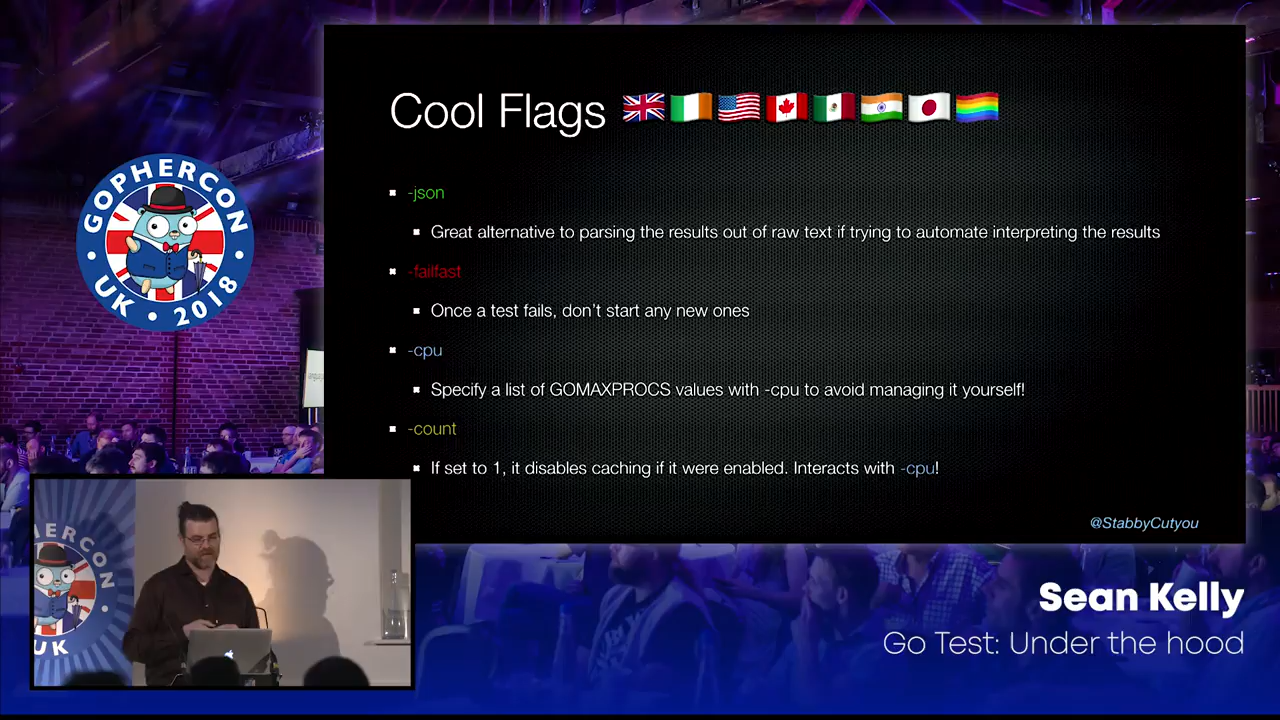 Cool Flags
-json
Great alternative to parsing the results out of raw text if trying to automate interpreting the results
-failfast
Once a test fails, don't start any new ones
-cpu
Specify a list of GOMAXPROCS values with -cpu to avoid managing it yourself!
-count
If set to 1, it disables caching if it were enabled. Interacts with -cpu!
@StabbyCutyou
GOPHERCON
UK • 2018
HERCON
UK
Sean Kelly
Go Test: Under the hood